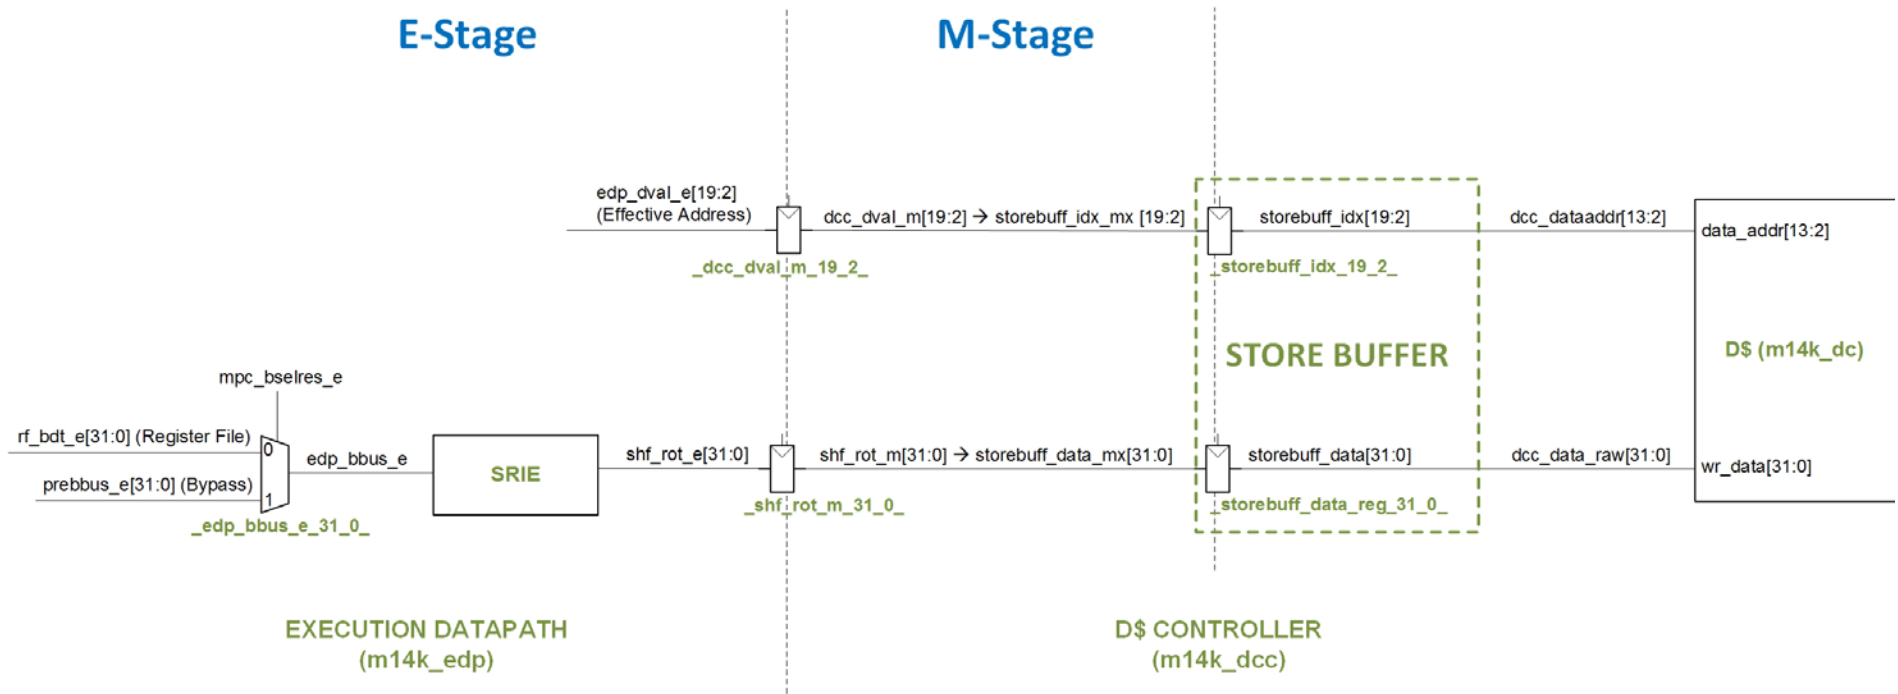 E-Stage
M-Stage
edp_dval_e[19:2]
(Effective Address)
dcc_dval_m[19:2] → storebuff_idx_mx [19:2]
storebuff_idx[19:2]
dcc_dataaddr[13:2]
data_addr[13:2]
_dcc_dval_m_19_2_
_storebuff_idx_19_2_
STORE BUFFER
D$ (m14k_dc)
mpc_bselres_e
rf_bdt_e[31:0] (Register File)
0
edp_bbus_e
SRIE
shf_rot_e[31:0]
shf_rot_m[31:0] → storebuff_data_mx[31:0]
storebuff_data[31:0]
dcc_data_raw[31:0]
wr_data[31:0]
prebbus_e[31:0] (Bypass)
1
_edp_bbus_e_31_0_
_shf_rot_m_31_0_
_storebuff_data_reg_31_0_
EXECUTION DATAPATH
(m14k_edp)
D$ CONTROLLER
(m14k_dcc)